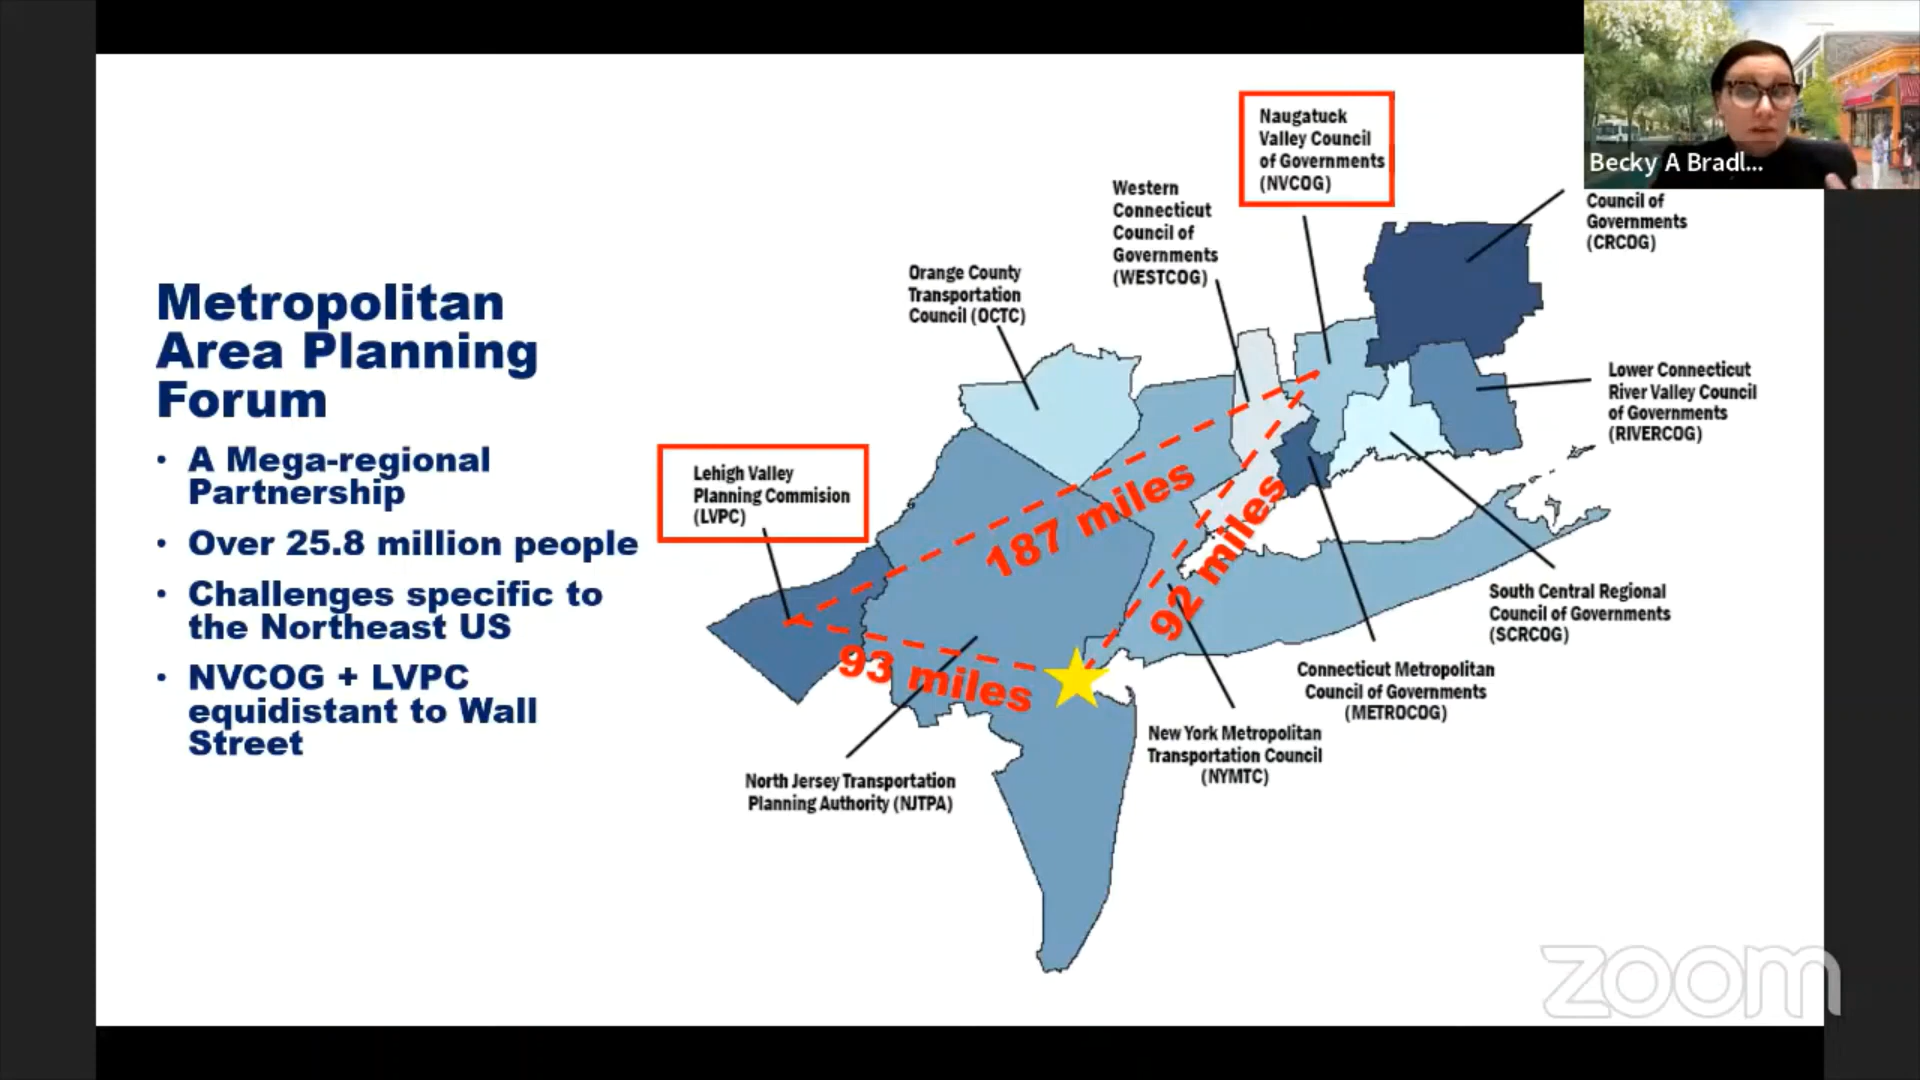 Metropolitan
Area Planning
Forum
• A Mega-regional
Partnership
• Over 25.8 million people
• Challenges specific to
the Northeast US
• NVCOG + LVPC
equidistant to Wall
Street
Lehigh Valley
Planning Commision
(LVPC)
Orange County
Transportation
Council (OCTC)
Western
Connecticut
Council of
Governments
(WESTCOG)
Naugatuck
Valley Council
of Governments
(NVCOG)
Becky A Bradl...
Council of
Governments
(CRCOG)
Lower Connecticut
River Valley Council
of Governments
(RIVERCOG)
187 miles
92 miles
93 miles
South Central Regional
Council of Governments
(SCRCOG)
Connecticut Metropolitan
Council of Governments
(METROCOG)
New York Metropolitan
Transportation Council
(NYMTC)
North Jersey Transportation
Planning Authority (NJTPA)
zoom